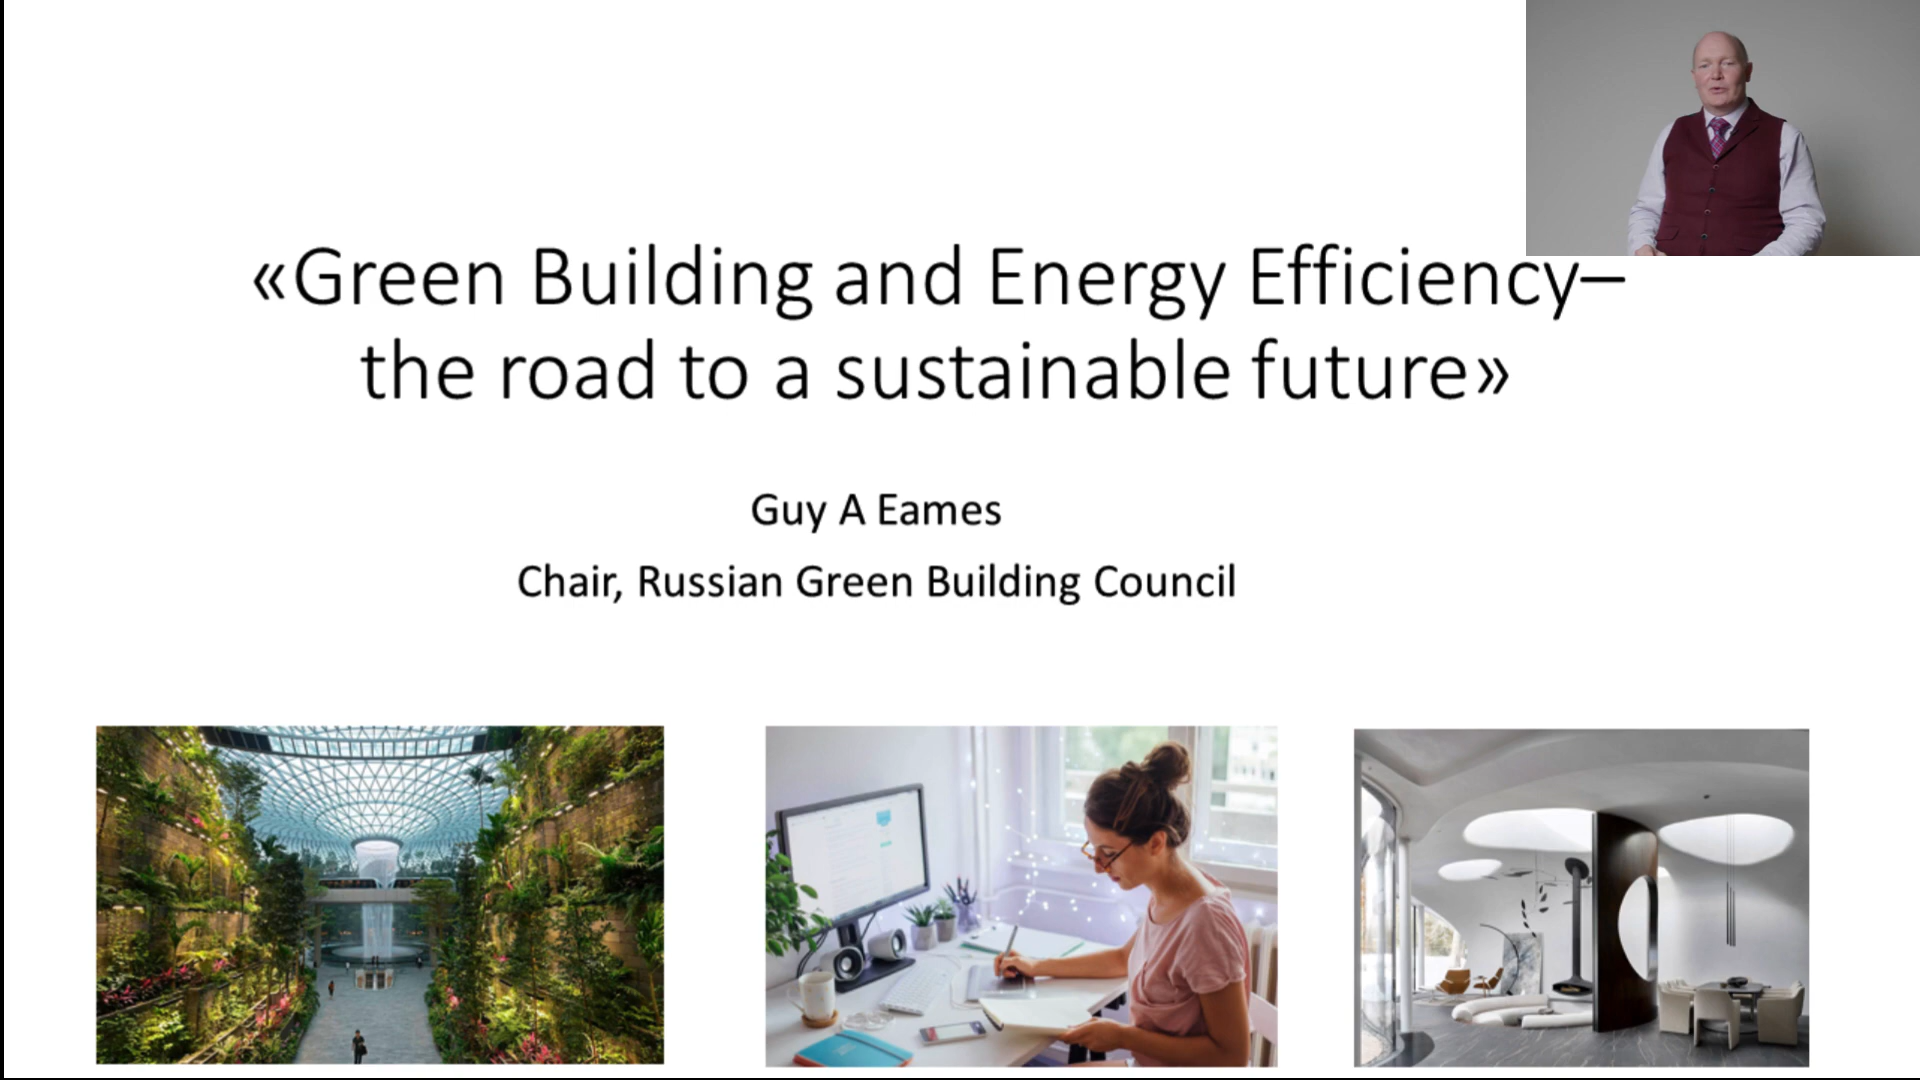 «Green Building and Energy Efficiency–
the road to a sustainable future»
Guy A Eames
Chair, Russian Green Building Council